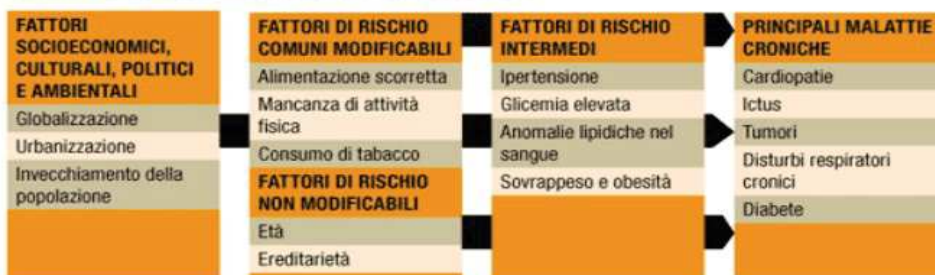 FATTORI
SOCIOECONOMICI,
CULTURALI, POLITICI
E AMBIENTALI
Globalizzazione
Urbanizzazione
Invecchiamento della
popolazione
FATTORI DI RISCHIO
COMUNI MODIFICABILI
Alimentazione scorretta
Mancanza di attività
fisica
Consumo di tabacco
FATTORI DI RISCHIO
NON MODIFICABILI
Età
Ereditarietà
FATTORI DI RISCHIO
INTERMEDI
Ipertensione
Glicemia elevata
Anomalie lipidiche nel
sangue
Sovrappeso e obesità
PRINCIPALI MALATTIE
CRONICHE
Cardiopatie
Ictus
Tumori
Disturbi respiratori
cronici
Diabete